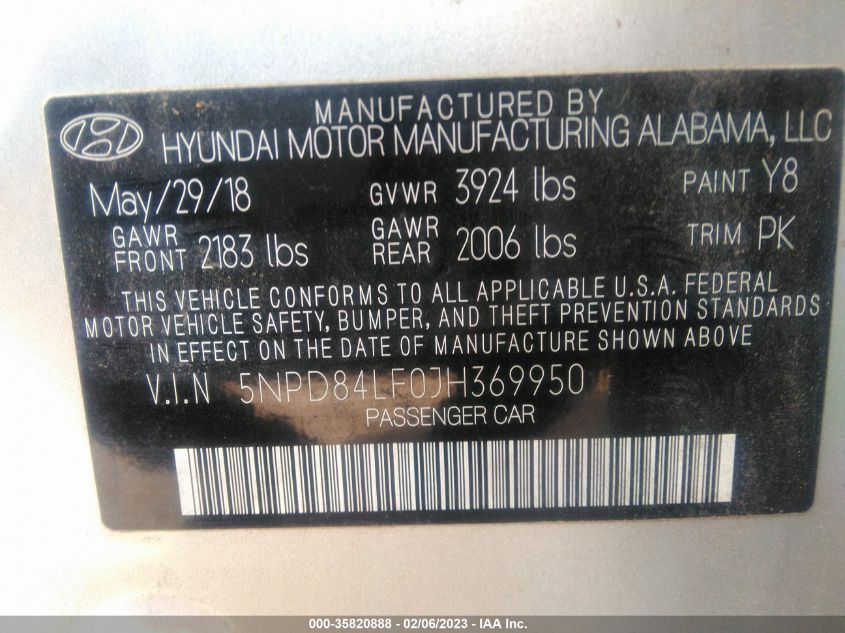 MANUFACTURED BY
HYUNDAI MOTOR MANUFACTURING ALABAMA, LLC
May/29/18 GVWR 3924 lbs PAINT Y8
GAWR FRONT 2183 lbs GAWR REAR 2006 lbs TRIM PK
THIS VEHICLE CONFORMS TO ALL APPLICABLE U.S.A. FEDERAL
MOTOR VEHICLE SAFETY, BUMPER, AND THEFT PREVENTION STANDARDS
IN EFFECT ON THE DATE OF MANUFACTURE SHOWN ABOVE
V.I.N 5NPD84LF0JH369950
PASSENGER CAR
000-35820888 - 02/06/2023 - IAA Inc.